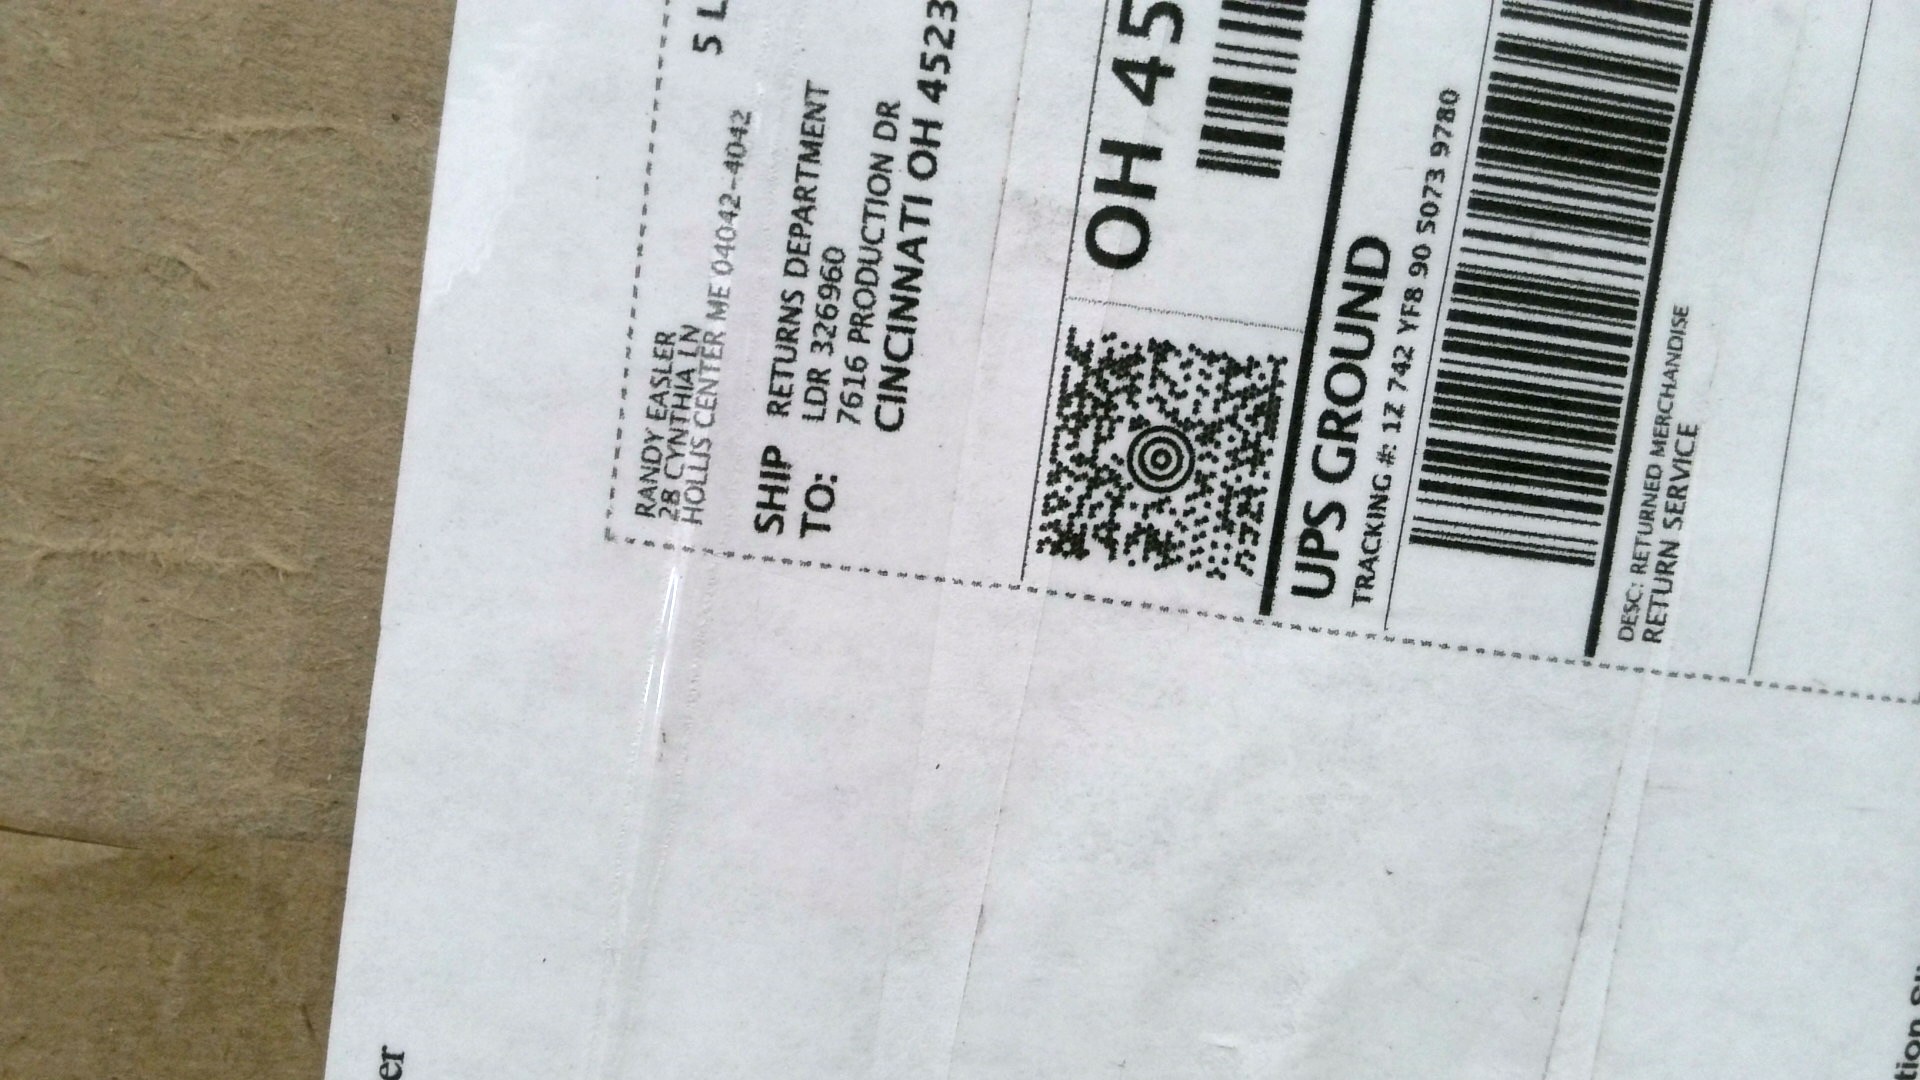 RANDY EASLER
28 CYNTHIA LN
HOLLIS CENTER ME 04042-4042
5 L
SHIP
TO:
RETURNS DEPARTMENT
LDR 326960
7616 PRODUCTION DR
CINCINNATI OH 4523
OH 45
UPS GROUND
TRACKING #: 1Z 742 YF8 90 5073 9780
DESC: RETURNED MERCHANDISE
RETURN SERVICE
er